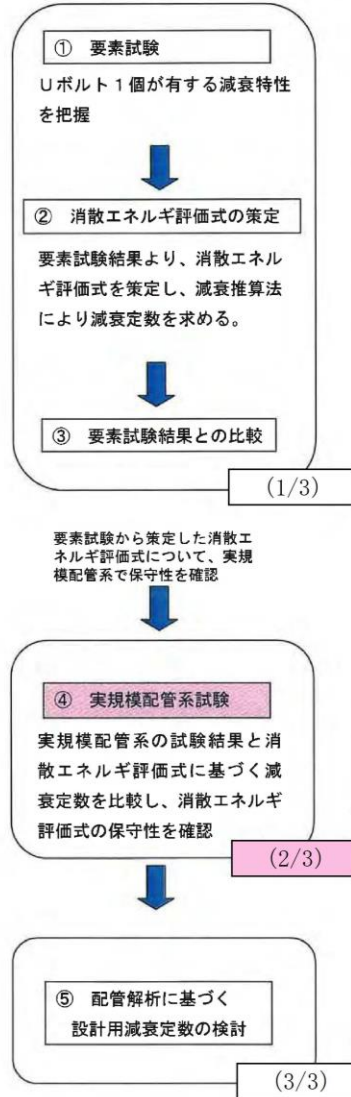 ① 要素試験
Uボルト１個が有する減衰特性
を把握
② 消散エネルギ評価式の策定
要素試験結果より、消散エネル
ギ評価式を策定し、減衰推算法
により減衰定数を求める。
③ 要素試験結果との比較
(1/3)
要素試験から策定した消散エ
ネルギ評価式について、実規
模配管系で保守性を確認
④ 実規模配管系試験
実規模配管系の試験結果と消
散エネルギ評価式に基づく減
衰定数を比較し、消散エネルギ
評価式の保守性を確認
(2/3)
⑤ 配管解析に基づく
設計用減衰定数の検討
(3/3)